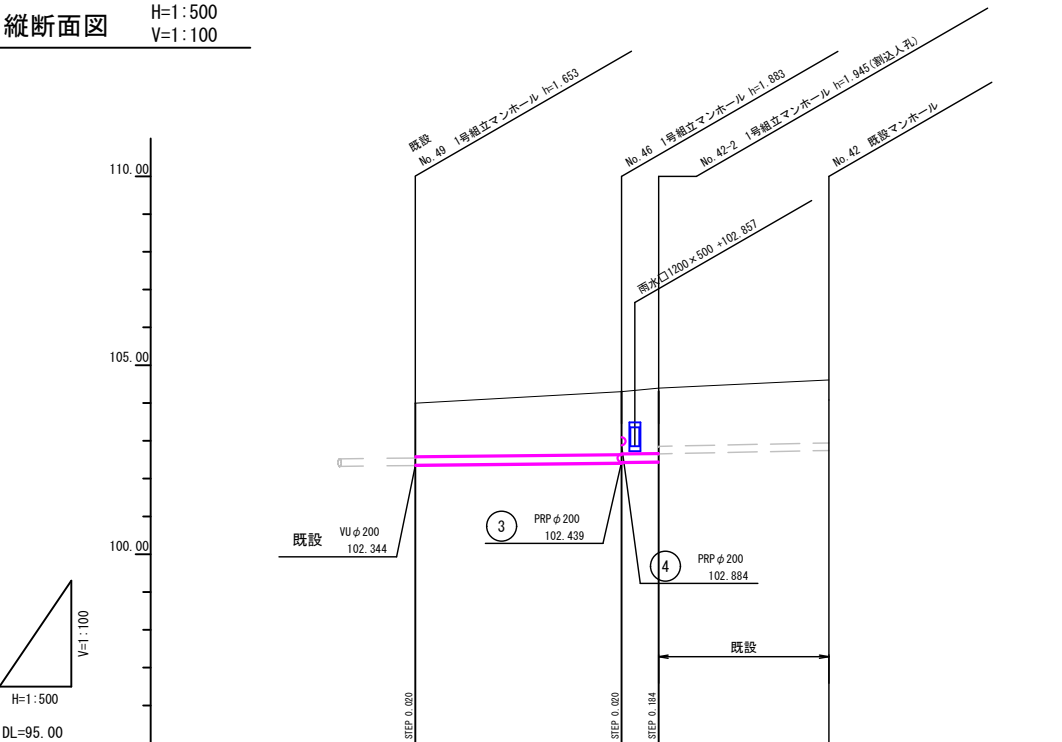 縦断面図
H=1:500
V=1:100
既設
No.49 1号組立マンホール h=1.653
No.46 1号組立マンホール h=1.883
No.42-2 1号組立マンホール h=1.945(割込人孔)
No.42 既設マンホール
雨水口1200×500 +102.857
110.00
105.00
100.00
既設
VUφ200
102.344
3
PRPφ200
102.439
4
PRPφ200
102.884
既設
STEP 0.020
STEP 0.020
STEP 0.184
V=1:100
H=1:500
DL=95.00